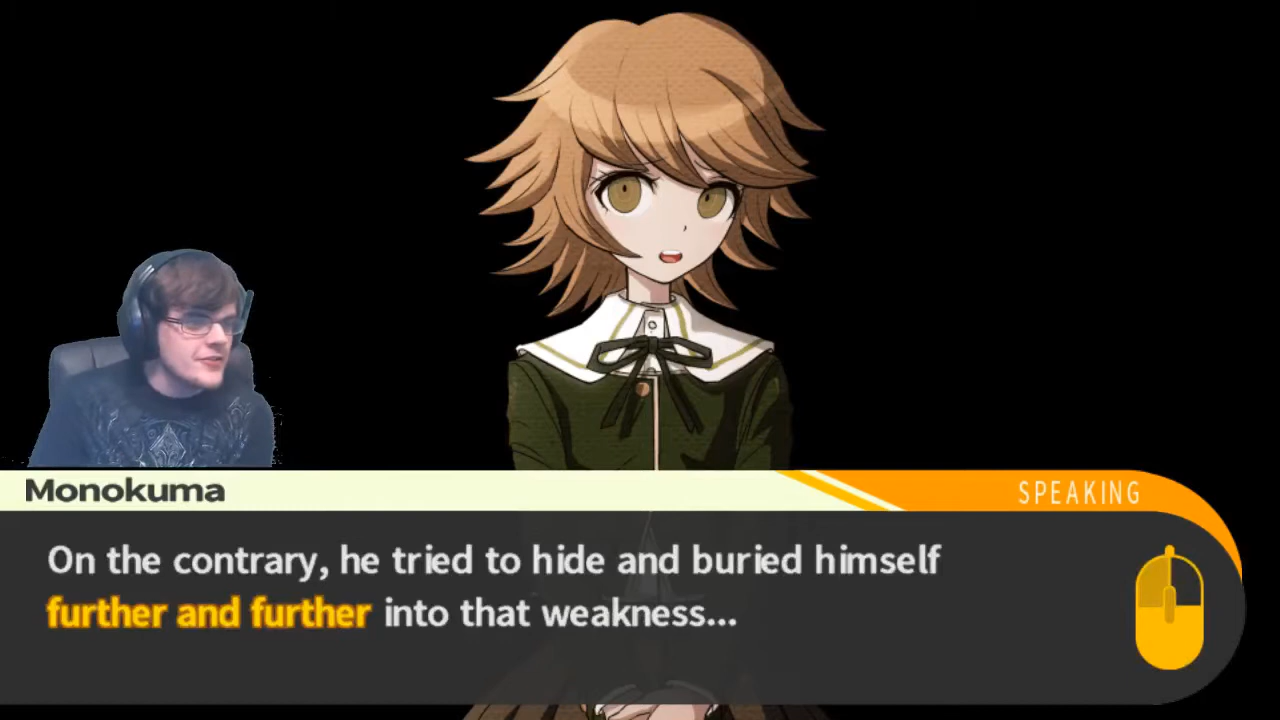 Monokuma
SPEAKING
On the contrary, he tried to hide and buried himself
further and further into that weakness...